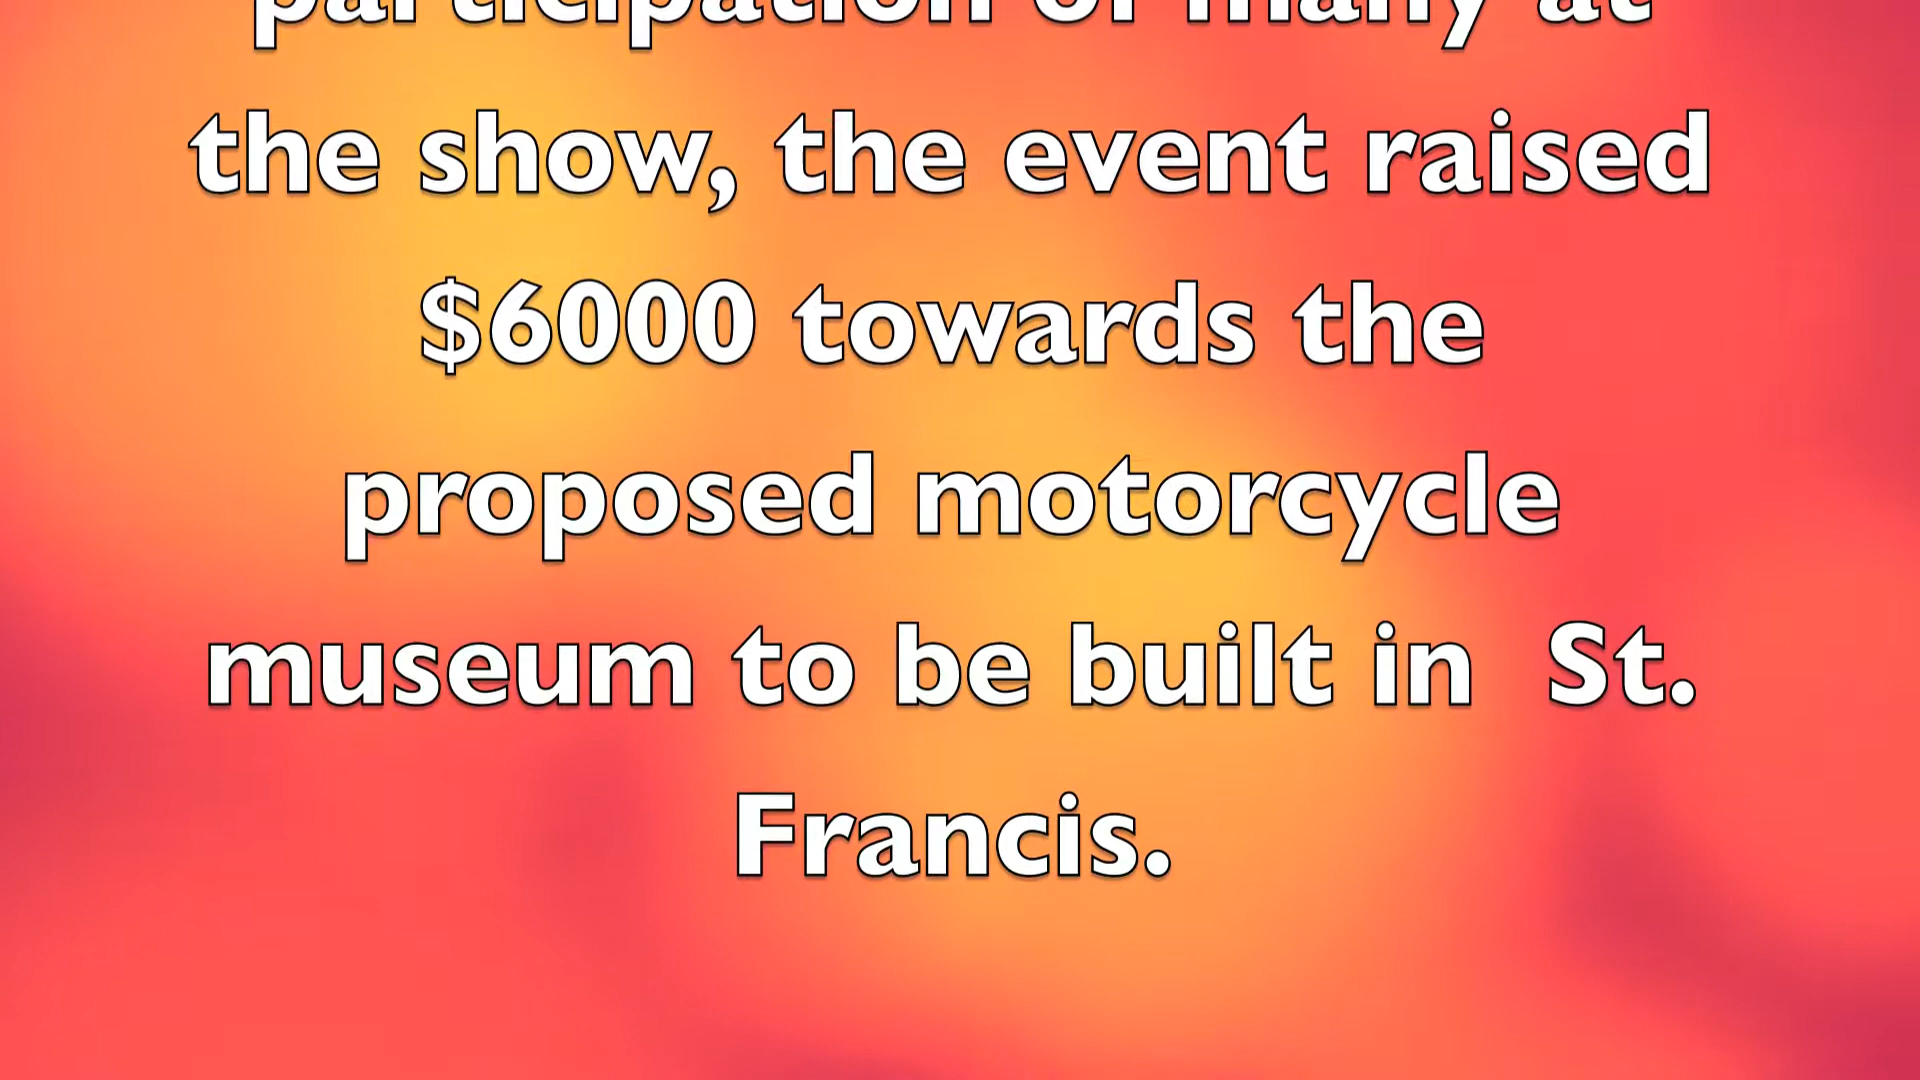 participation of many at
the show, the event raised
$6000 towards the
proposed motorcycle
museum to be built in  St.
Francis.